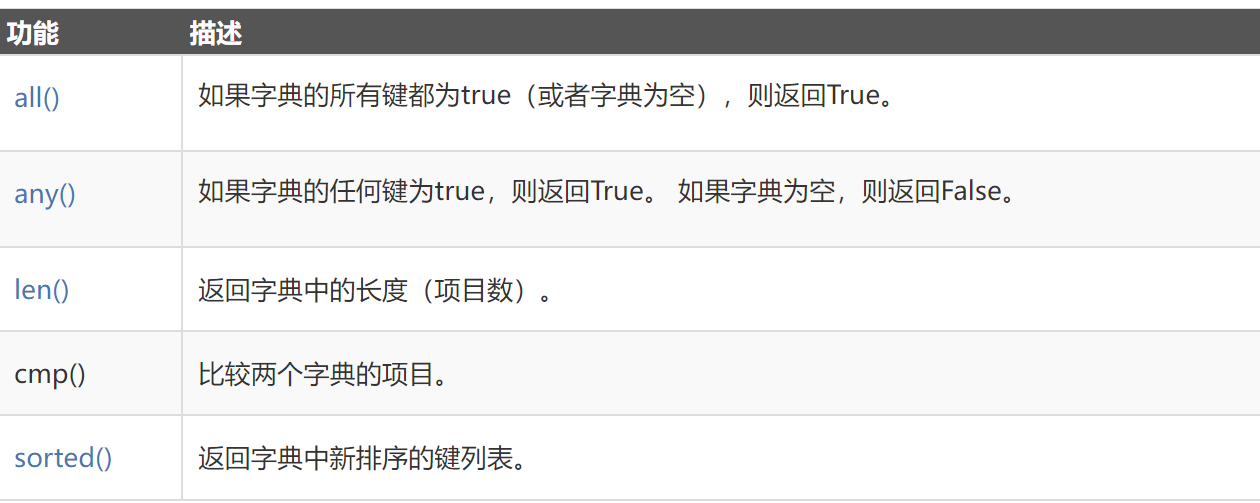 功能 描述
all() 如果字典的所有键都为true（或者字典为空），则返回True。
any() 如果字典的任何键为true，则返回True。 如果字典为空，则返回False。
len() 返回字典中的长度（项目数）。
cmp() 比较两个字典的项目。
sorted() 返回字典中新排序的键列表。